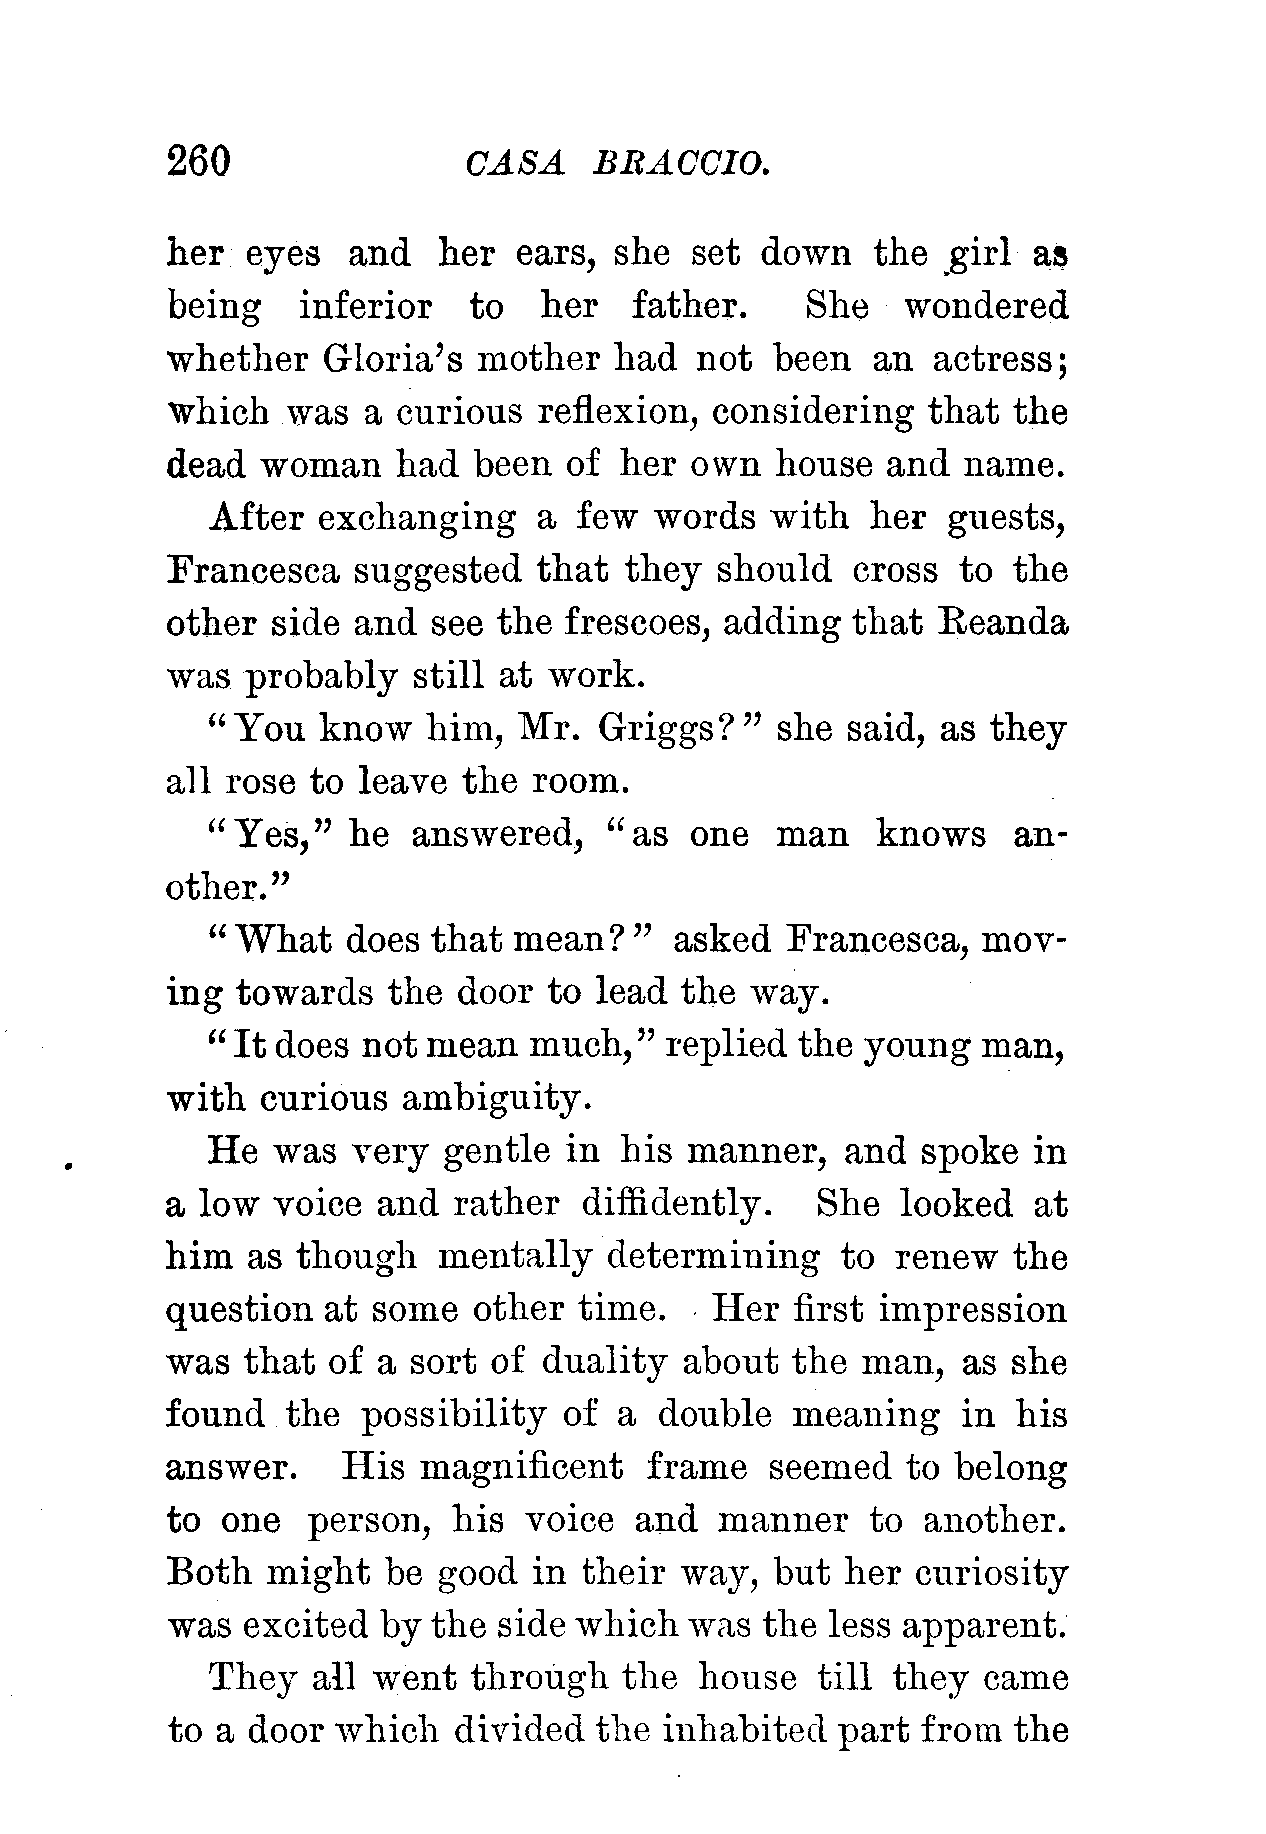 260 CASA BRACCIO.
her eyes and her ears, she set down the girl as
being inferior to her father. She wondered
whether Gloria's mother had not been an actress;
which was a curious reflexion, considering that the
dead woman had been of her own house and name.
After exchanging a few words with her guests,
Francesca suggested that they should cross to the
other side and see the frescoes, adding that Reanda
was probably still at work.
"You know him, Mr. Griggs?" she said, as they
all rose to leave the room.
"Yes," he answered, "as one man knows an-
other."
"What does that mean?" asked Francesca, mov-
ing towards the door to lead the way.
"It does not mean much," replied the young man,
with curious ambiguity.
He was very gentle in his manner, and spoke in
a low voice and rather diffidently. She looked at
him as though mentally determining to renew the
question at some other time. Her first impression
was that of a sort of duality about the man, as she
found the possibility of a double meaning in his
answer. His magnificent frame seemed to belong
to one person, his voice and manner to another.
Both might be good in their way, but her curiosity
was excited by the side which was the less apparent.
They all went through the house till they came
to a door which divided the inhabited part from the